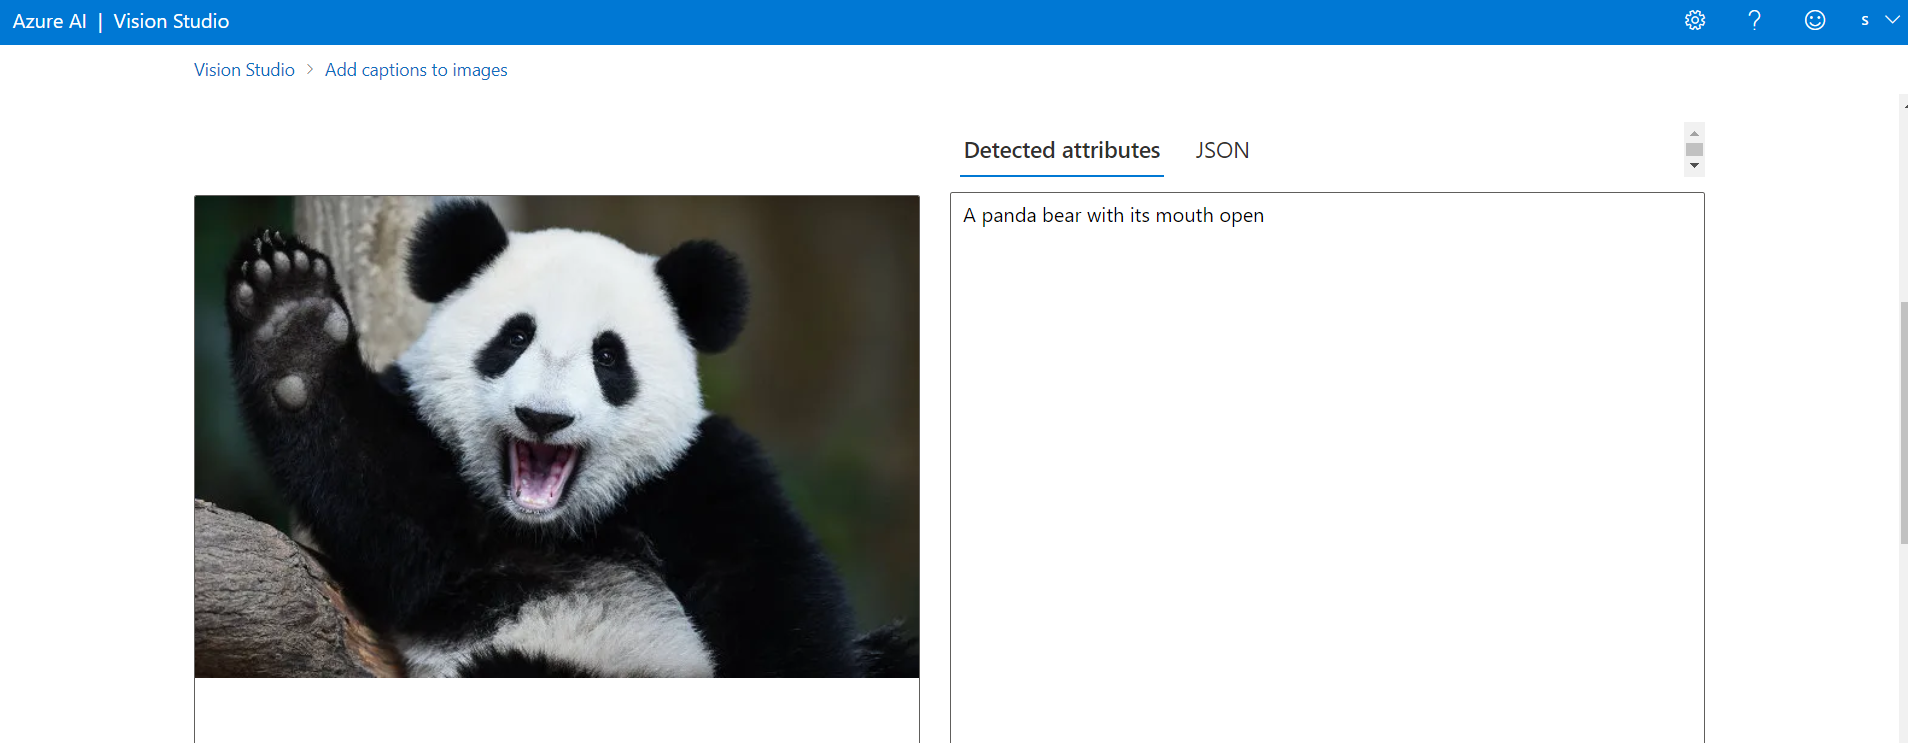 Azure AI | Vision Studio
s
Vision Studio > Add captions to images
Detected attributes JSON
A panda bear with its mouth open